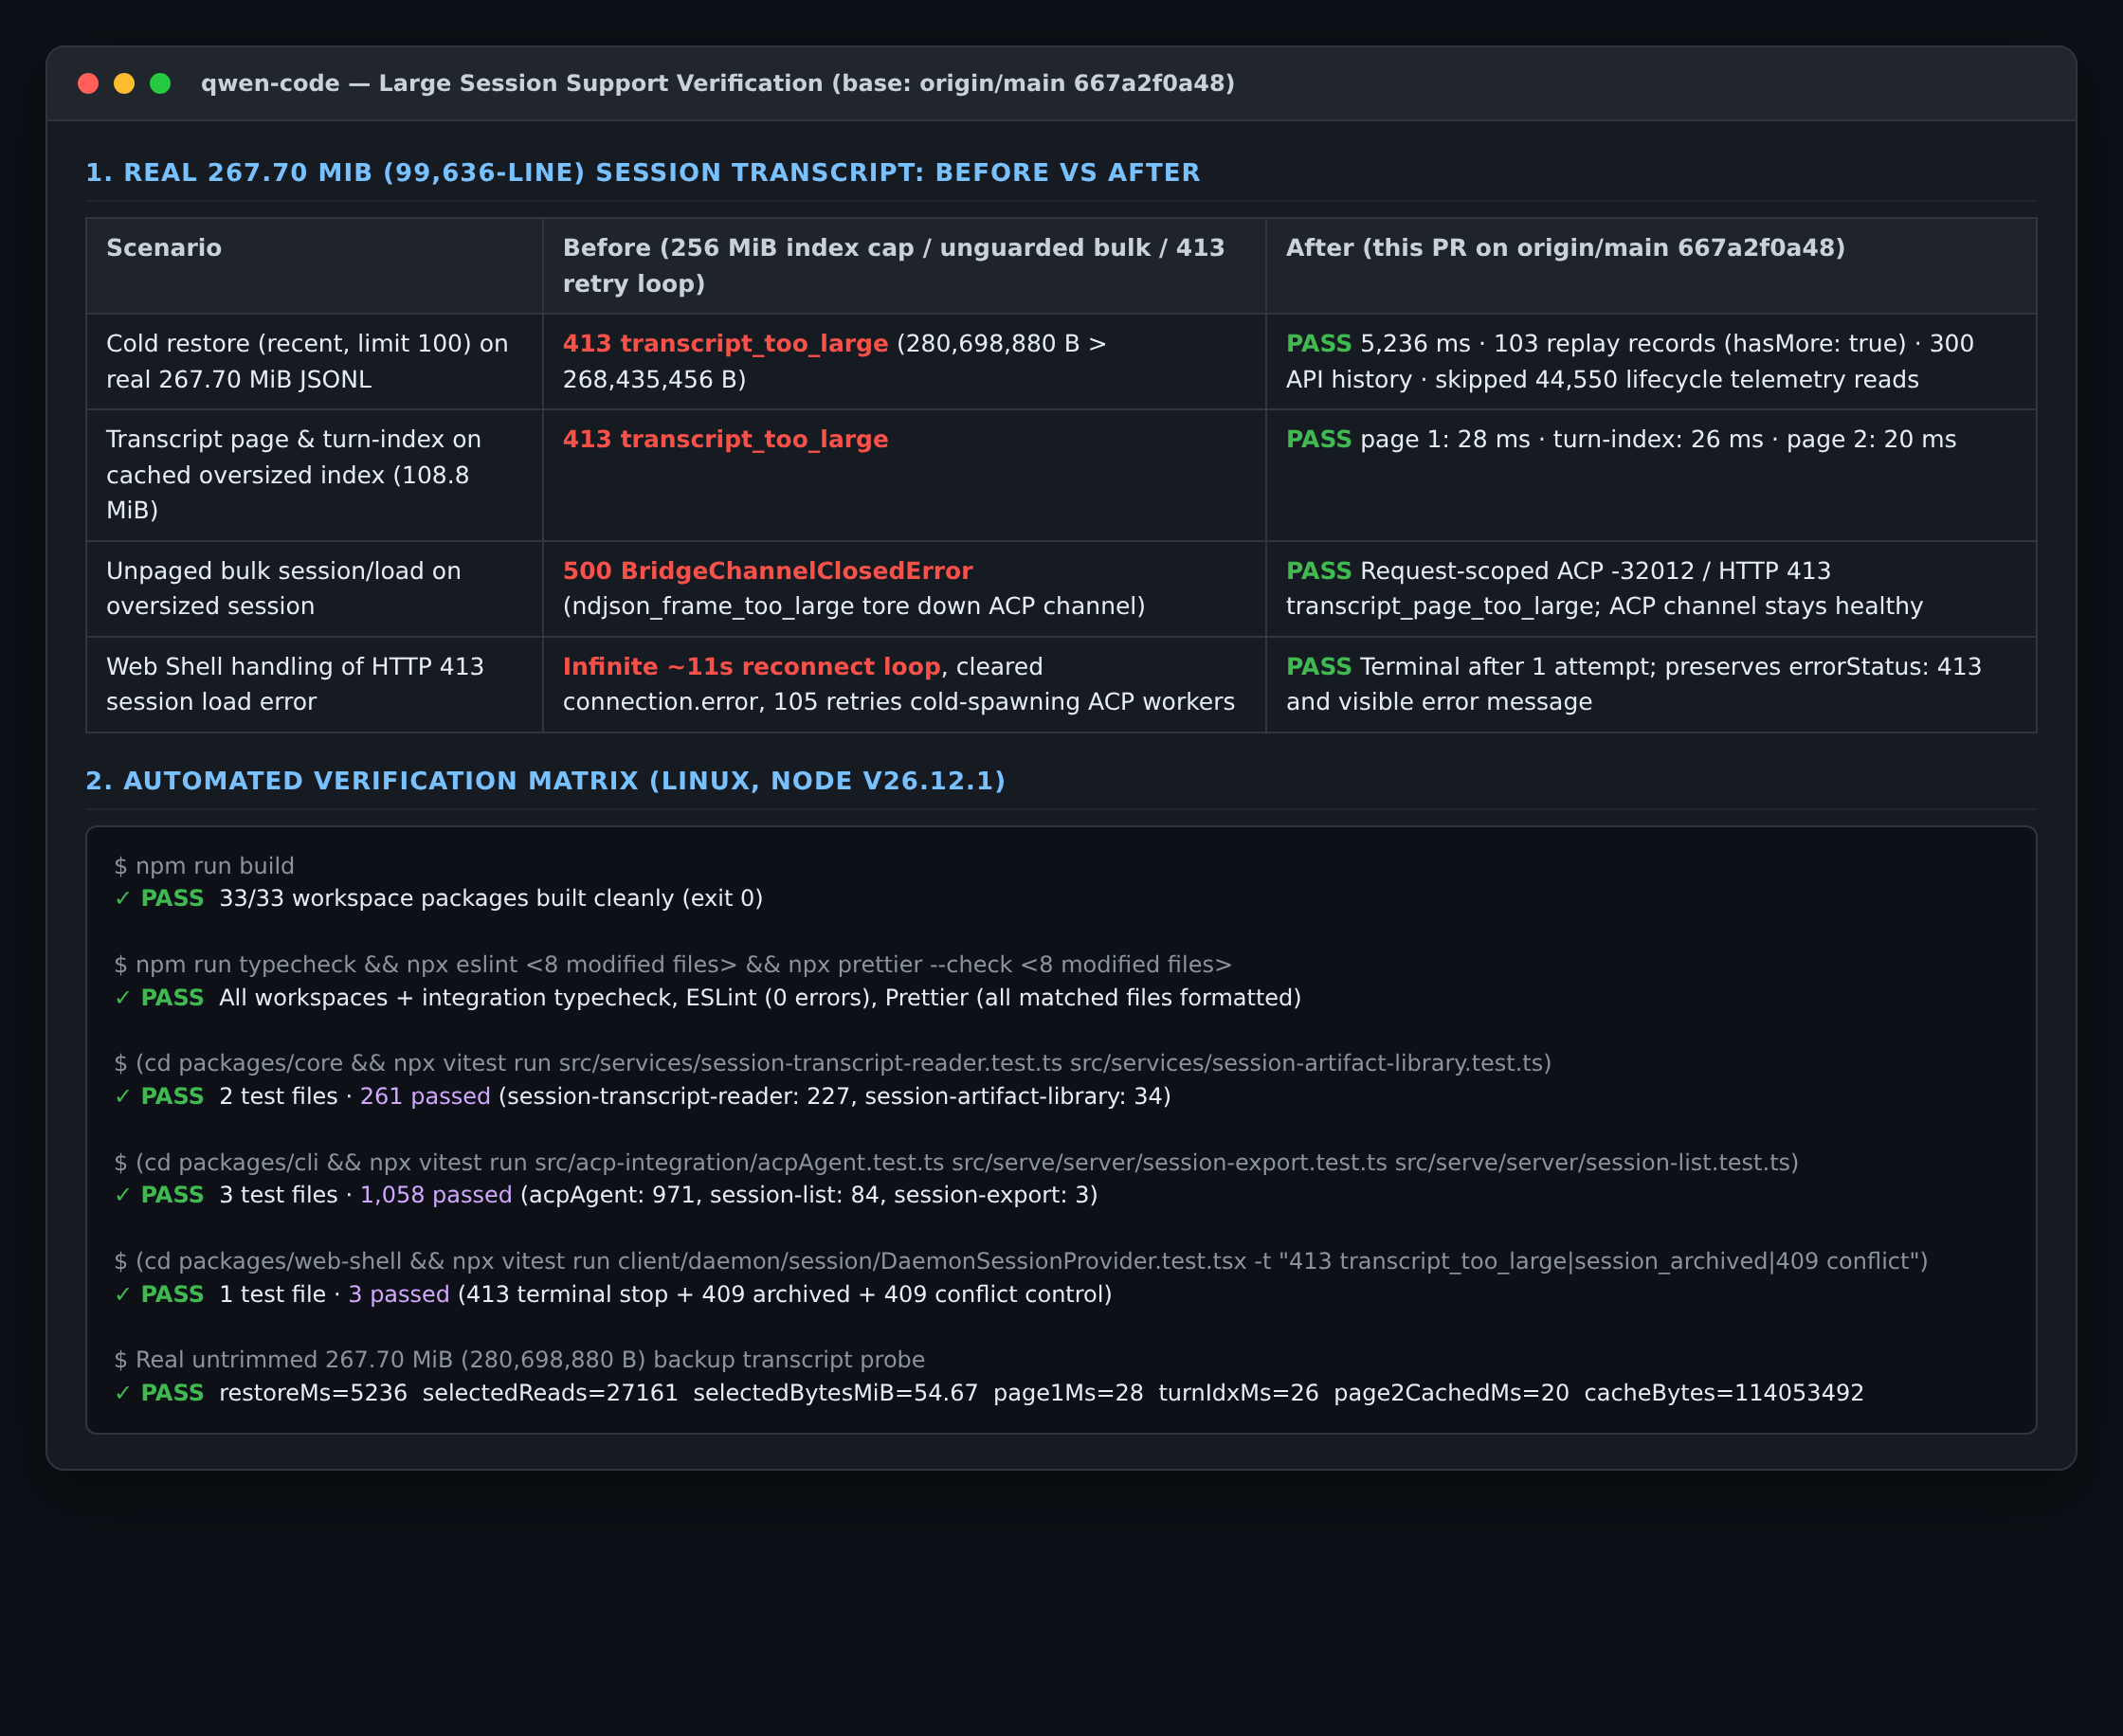 qwen-code — Large Session Support Verification (base: origin/main 667a2f0a48)
1. REAL 267.70 MIB (99,636-LINE) SESSION TRANSCRIPT: BEFORE VS AFTER
Scenario
Before (256 MiB index cap / unguarded bulk / 413
retry loop)
After (this PR on origin/main 667a2f0a48)
Cold restore (recent, limit 100) on
real 267.70 MiB JSONL
413 transcript_too_large (280,698,880 B >
268,435,456 B)
PASS 5,236 ms · 103 replay records (hasMore: true) · 300
API history · skipped 44,550 lifecycle telemetry reads
Transcript page & turn-index on
cached oversized index (108.8
MiB)
413 transcript_too_large
PASS page 1: 28 ms · turn-index: 26 ms · page 2: 20 ms
Unpaged bulk session/load on
oversized session
500 BridgeChannelClosedError
(ndjson_frame_too_large tore down ACP channel)
PASS Request-scoped ACP -32012 / HTTP 413
transcript_page_too_large; ACP channel stays healthy
Web Shell handling of HTTP 413
session load error
Infinite ~11s reconnect loop, cleared
connection.error, 105 retries cold-spawning ACP workers
PASS Terminal after 1 attempt; preserves errorStatus: 413
and visible error message
2. AUTOMATED VERIFICATION MATRIX (LINUX, NODE V26.12.1)
$ npm run build
✓ PASS 33/33 workspace packages built cleanly (exit 0)
$ npm run typecheck && npx eslint <8 modified files> && npx prettier --check <8 modified files>
✓ PASS All workspaces + integration typecheck, ESLint (0 errors), Prettier (all matched files formatted)
$ (cd packages/core && npx vitest run src/services/session-transcript-reader.test.ts src/services/session-artifact-library.test.ts)
✓ PASS 2 test files · 261 passed (session-transcript-reader: 227, session-artifact-library: 34)
$ (cd packages/cli && npx vitest run src/acp-integration/acpAgent.test.ts src/serve/server/session-export.test.ts src/serve/server/session-list.test.ts)
✓ PASS 3 test files · 1,058 passed (acpAgent: 971, session-list: 84, session-export: 3)
$ (cd packages/web-shell && npx vitest run client/daemon/session/DaemonSessionProvider.test.tsx -t "413 transcript_too_large|session_archived|409 conflict")
✓ PASS 1 test file · 3 passed (413 terminal stop + 409 archived + 409 conflict control)
$ Real untrimmed 267.70 MiB (280,698,880 B) backup transcript probe
✓ PASS restoreMs=5236 selectedReads=27161 selectedBytesMiB=54.67 page1Ms=28 turnIdxMs=26 page2CachedMs=20 cacheBytes=114053492